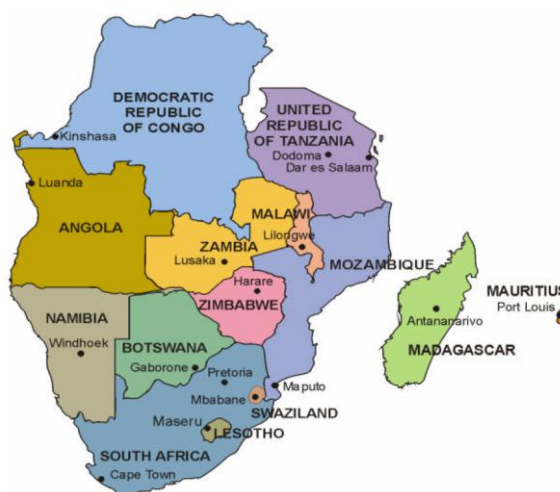 DEMOCRATIC
REPUBLIC
OF CONGO
Kinshasa
UNITED
REPUBLIC
OF TANZANIA
Dodoma
Dar es Salaam
Luanda
ANGOLA
MALAWI
Lilongwe
ZAMBIA
Lusaka
MOZAMBIQUE
Harare
ZIMBABWE
NAMIBIA
Windhoek
BOTSWANA
Gaborone
Pretoria
Mbabane
Maputo
SWAZILAND
Maseru
LESOTHO
SOUTH AFRICA
Cape Town
Antananarivo
MADAGASCAR
MAURITIUS
Port Louis